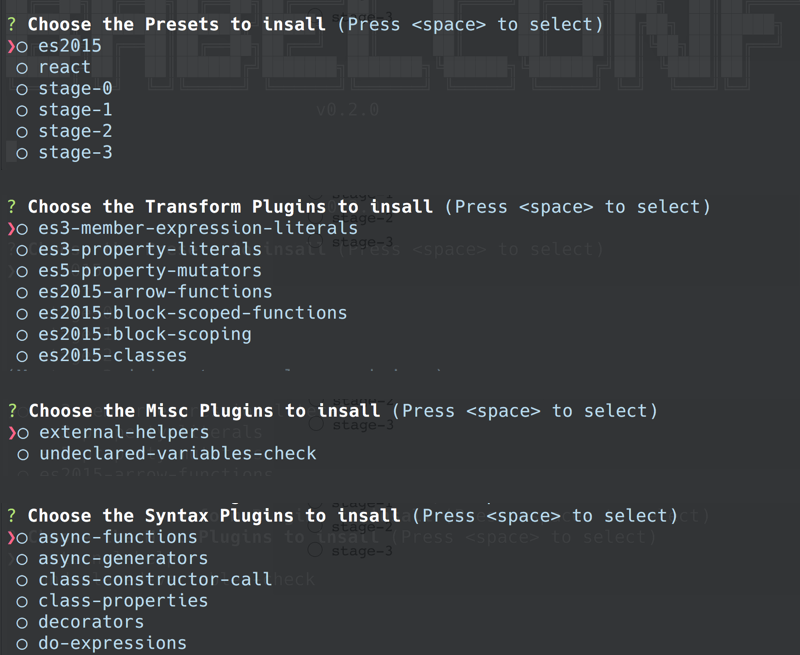 ? Choose the Presets to insall (Press <space> to select)
❯○ es2015
○ react
○ stage-0
○ stage-1
v0.2.0
○ stage-2
○ stage-3
? Choose the Transform Plugins to insall (Press <space> to select)
❯○ es3-member-expression-literals
○ es3-property-literals
○ es5-property-mutators
○ es2015-arrow-functions
○ es2015-block-scoped-functions
○ es2015-block-scoping
○ es2015-classes
? Choose the Misc Plugins to insall (Press <space> to select)
❯○ external-helpers
○ undeclared-variables-check
? Choose the Syntax Plugins to insall (Press <space> to select)
❯○ async-functions
○ async-generators
○ class-constructor-call
○ class-properties
○ decorators
○ do-expressions